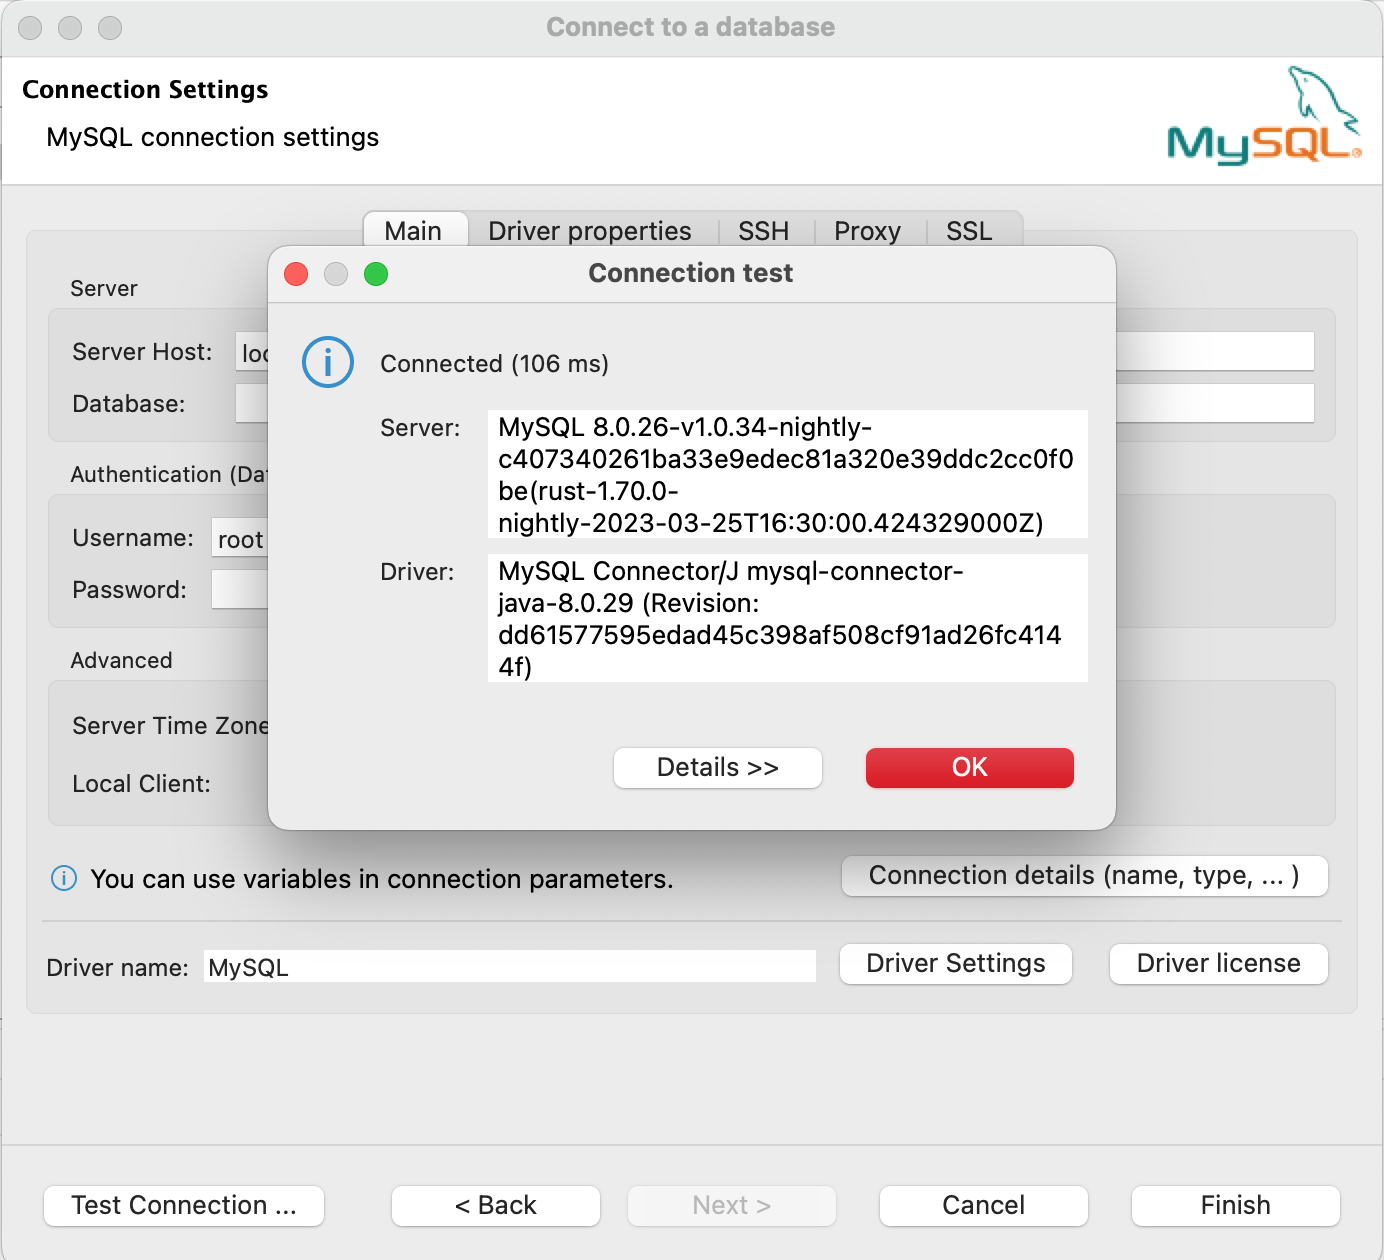 Connect to a database
Connection Settings
MySQL connection settings
MySQL
Main Driver properties SSH Proxy SSL
Connection test
Server
Server Host:
Database:
Connected (106 ms)
Server: MySQL 8.0.26-v1.0.34-nightly-
c407340261ba33e9edec81a320e39ddc2cc0f0
be(rust-1.70.0-
nightly-2023-03-25T16:30:00.424329000Z)
Authentication
Username: root
Password:
Driver: MySQL Connector/J mysql-connector-
java-8.0.29 (Revision:
dd61577595edad45c398af508cf91ad26fc414
4f)
Advanced
Server Time Zone
Local Client:
Details >> OK
You can use variables in connection parameters.
Connection details (name, type, ... )
Driver name: MySQL Driver Settings Driver license
Test Connection ... < Back Next > Cancel Finish